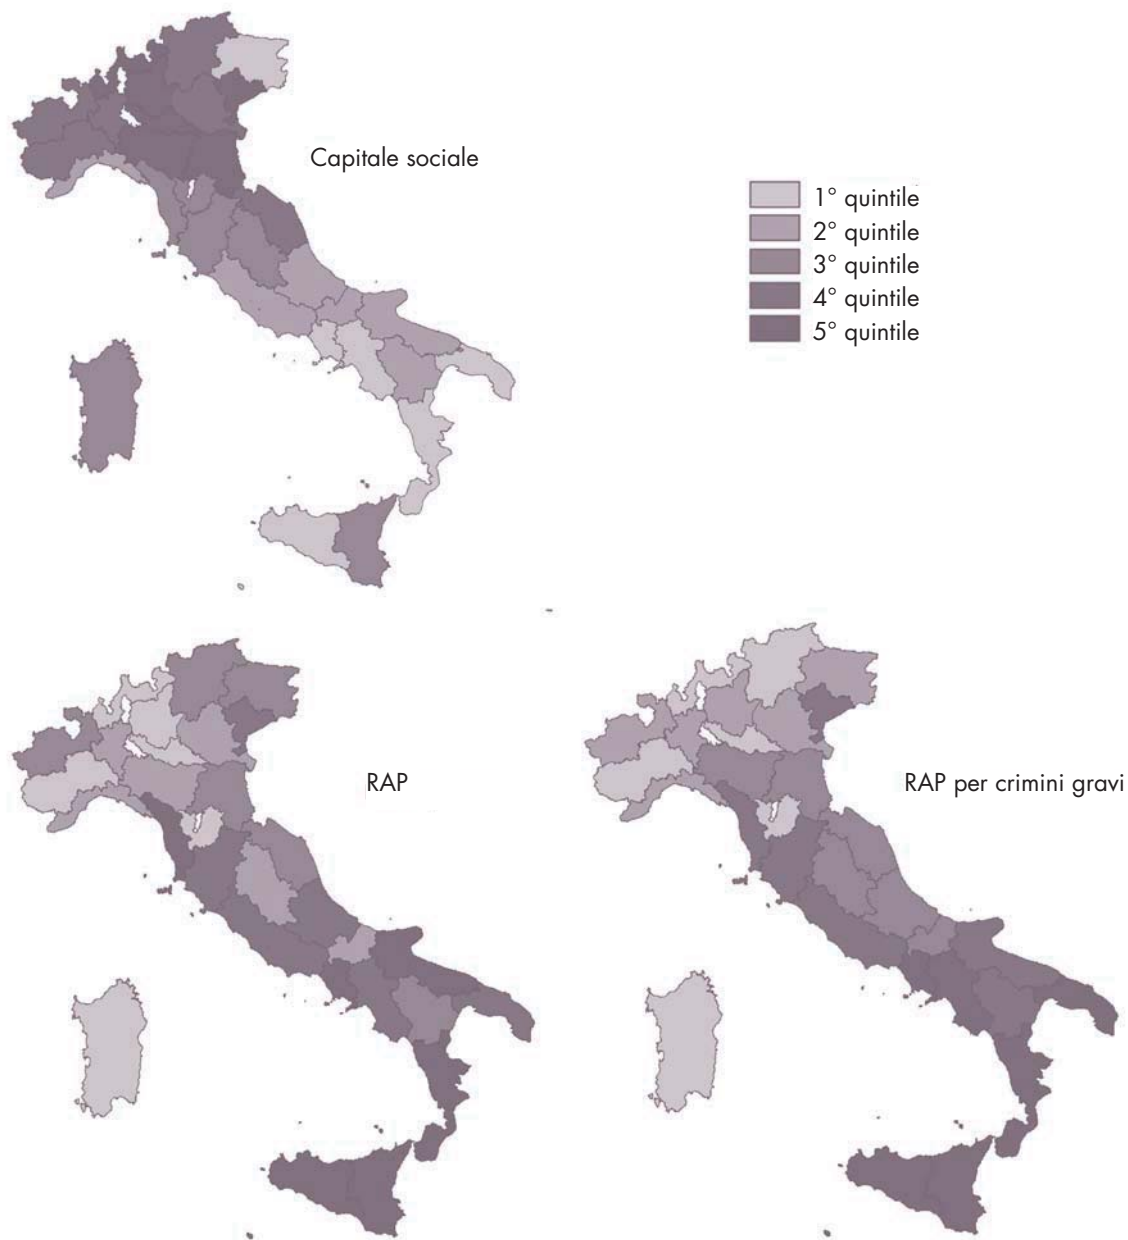 Capitale sociale
1° quintile
2° quintile
3° quintile
4° quintile
5° quintile
RAP
RAP per crimini gravi